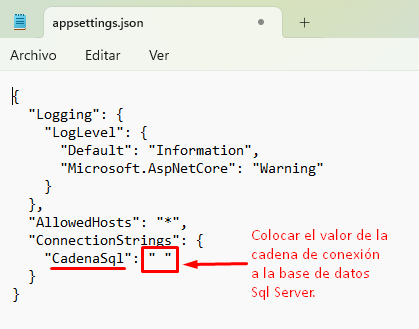 appsettings.json
Archivo Editar Ver
{
"Logging": {
"LogLevel": {
"Default": "Information",
"Microsoft.AspNetCore": "Warning"
}
},
"AllowedHosts": "*",
"ConnectionStrings": {
"CadenaSql": " "
}
}
Colocar el valor de la
cadena de conexión
a la base de datos
Sql Server.